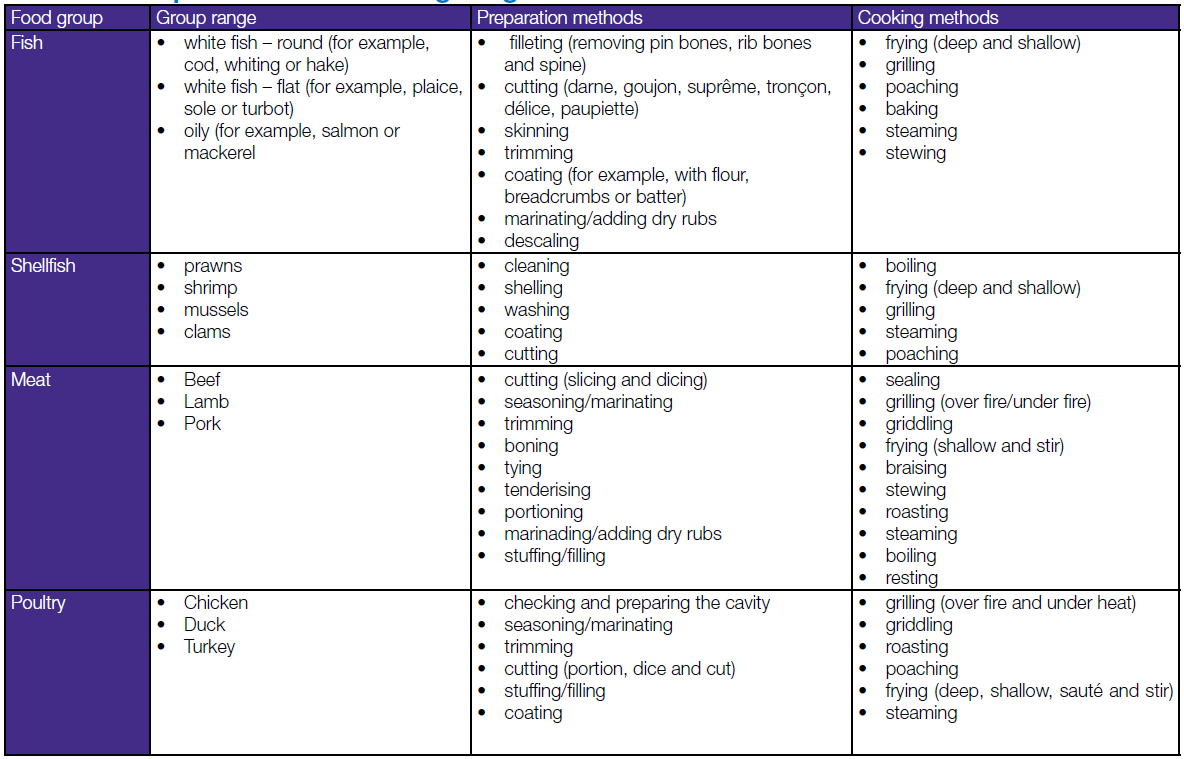 Food group
Group range
Preparation methods
Cooking methods
Fish
• white fish – round (for example,
cod, whiting or hake)
• white fish – flat (for example, plaice,
sole or turbot)
• oily (for example, salmon or
mackerel
• filleting (removing pin bones, rib bones
and spine)
• cutting (darne, goujon, suprême, tronçon,
délice, paupiette)
• skinning
• trimming
• coating (for example, with flour,
breadcrumbs or batter)
• marinating/adding dry rubs
• descaling
• frying (deep and shallow)
• grilling
• poaching
• baking
• steaming
• stewing
Shellfish
• prawns
• shrimp
• mussels
• clams
• cleaning
• shelling
• washing
• coating
• cutting
• boiling
• frying (deep and shallow)
• grilling
• steaming
• poaching
Meat
• Beef
• Lamb
• Pork
• cutting (slicing and dicing)
• seasoning/marinating
• trimming
• boning
• tying
• tenderising
• portioning
• marinading/adding dry rubs
• stuffing/filling
• sealing
• grilling (over fire/under fire)
• griddling
• frying (shallow and stir)
• braising
• stewing
• roasting
• steaming
• boiling
• resting
Poultry
• Chicken
• Duck
• Turkey
• checking and preparing the cavity
• seasoning/marinating
• trimming
• cutting (portion, dice and cut)
• stuffing/filling
• coating
• grilling (over fire and under heat)
• griddling
• roasting
• poaching
• frying (deep, shallow, sauté and stir)
• steaming